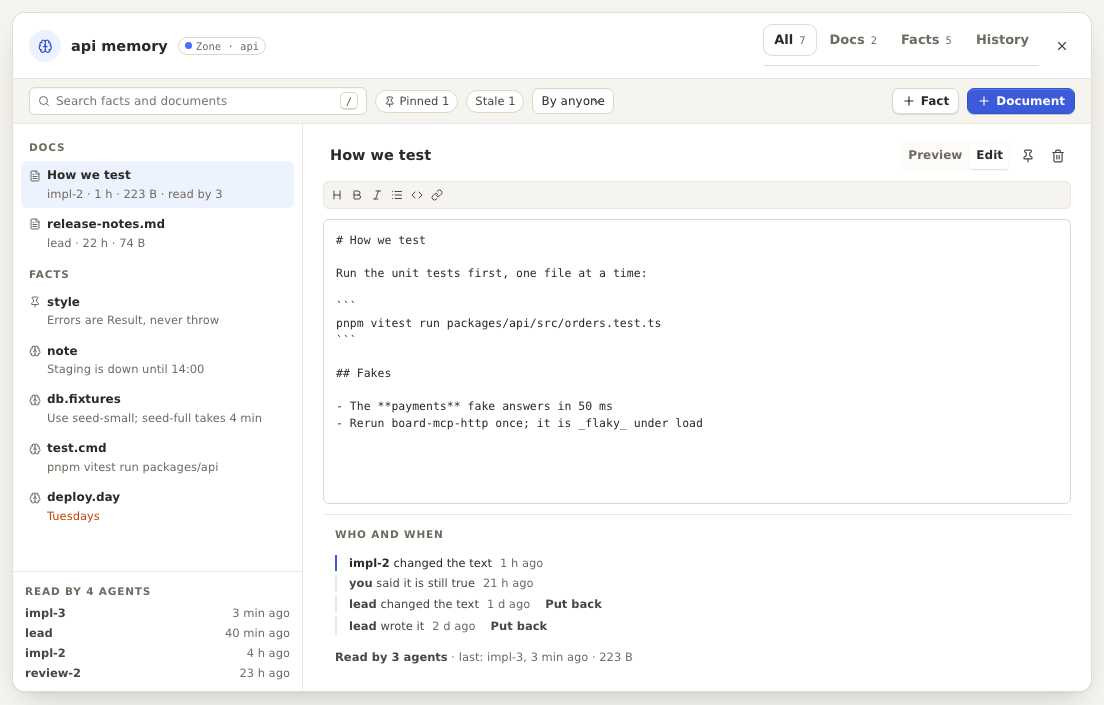 api memory
Zone · api
All 7
Docs 2
Facts 5
History
Search facts and documents
/
Pinned 1
Stale 1
By anyone
+ Fact
+ Document
DOCS
How we test
impl-2 · 1 h · 223 B · read by 3
release-notes.md
lead · 22 h · 74 B
FACTS
style
Errors are Result, never throw
note
Staging is down until 14:00
db.fixtures
Use seed-small; seed-full takes 4 min
test.cmd
pnpm vitest run packages/api
deploy.day
Tuesdays
READ BY 4 AGENTS
impl-3 3 min ago
lead 40 min ago
impl-2 4 h ago
review-2 23 h ago
How we test
Preview
Edit
H B I
# How we test
Run the unit tests first, one file at a time:
```
pnpm vitest run packages/api/src/orders.test.ts
```
## Fakes
- The **payments** fake answers in 50 ms
- Rerun board-mcp-http once; it is _flaky_ under load
WHO AND WHEN
impl-2 changed the text 1 h ago
you said it is still true 21 h ago
lead changed the text 1 d ago Put back
lead wrote it 2 d ago Put back
Read by 3 agents · last: impl-3, 3 min ago · 223 B